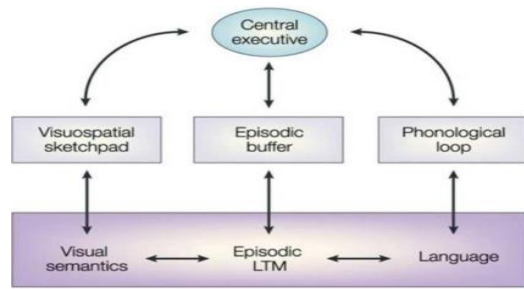 Central
executive
Visuospatial
sketchpad
Episodic
buffer
Phonological
loop
Visual
semantics
Episodic
LTM
Language